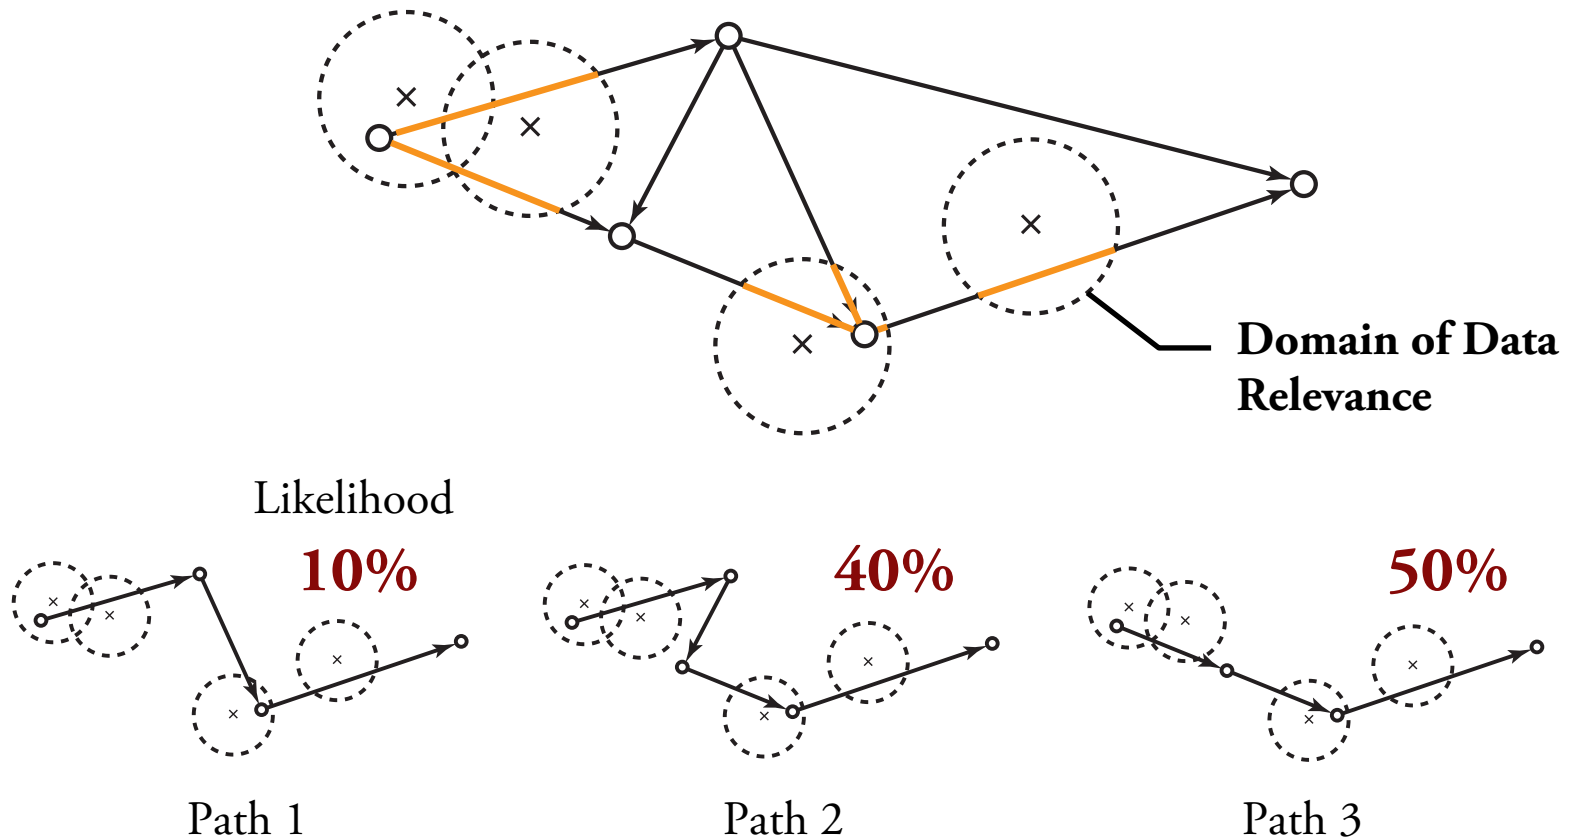 Domain of Data
Relevance
Likelihood
10%
40%
50%
Path 1
Path 2
Path 3